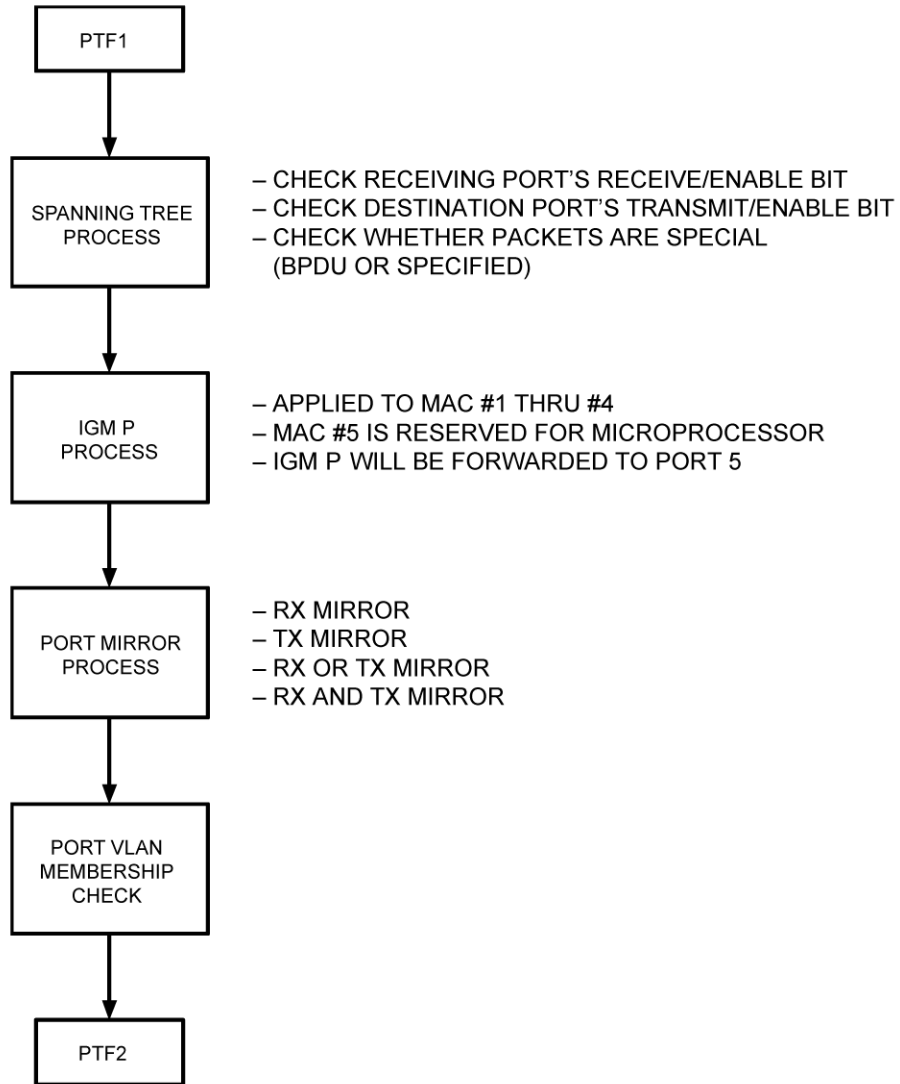 PTF1
SPANNING TREE
PROCESS
– CHECK RECEIVING PORT'S RECEIVE/ENABLE BIT
– CHECK DESTINATION PORT'S TRANSMIT/ENABLE BIT
– CHECK WHETHER PACKETS ARE SPECIAL
(BPDU OR SPECIFIED)
IGM P
PROCESS
– APPLIED TO MAC #1 THRU #4
– MAC #5 IS RESERVED FOR MICROPROCESSOR
– IGM P WILL BE FORWARDED TO PORT 5
PORT MIRROR
PROCESS
– RX MIRROR
– TX MIRROR
– RX OR TX MIRROR
– RX AND TX MIRROR
PORT VLAN
MEMBERSHIP
CHECK
PTF2